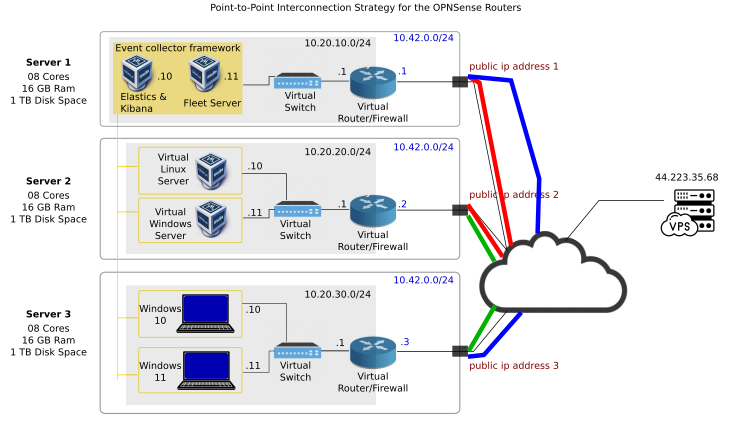 Point-to-Point Interconnection Strategy for the OPNSense Routers
Server 1
08 Cores
16 GB Ram
1 TB Disk Space
Event collector framework
.10
.11
Elastics &
Kibana
Fleet Server
10.20.10.0/24
10.42.0.0/24
.1
.1
Virtual
Switch
Virtual
Router/Firewall
public ip address 1
Server 2
08 Cores
16 GB Ram
1 TB Disk Space
Virtual
Linux
Server
.10
Virtual
Windows
Server
.11
10.20.20.0/24
10.42.0.0/24
.1
.2
Virtual
Switch
Virtual
Router/Firewall
public ip address 2
44.223.35.68
VPS
Server 3
08 Cores
16 GB Ram
1 TB Disk Space
Windows
10
.10
Windows
11
.11
10.20.30.0/24
10.42.0.0/24
.1
.3
Virtual
Switch
Virtual
Router/Firewall
public ip address 3